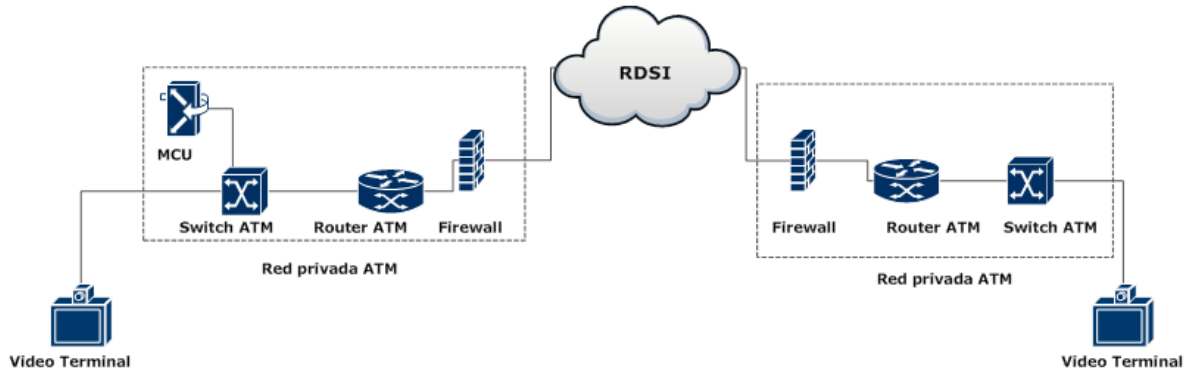 RDSI
MCU
Switch ATM
Router ATM
Firewall
Red privada ATM
Video Terminal
Firewall
Router ATM
Switch ATM
Red privada ATM
Video Terminal